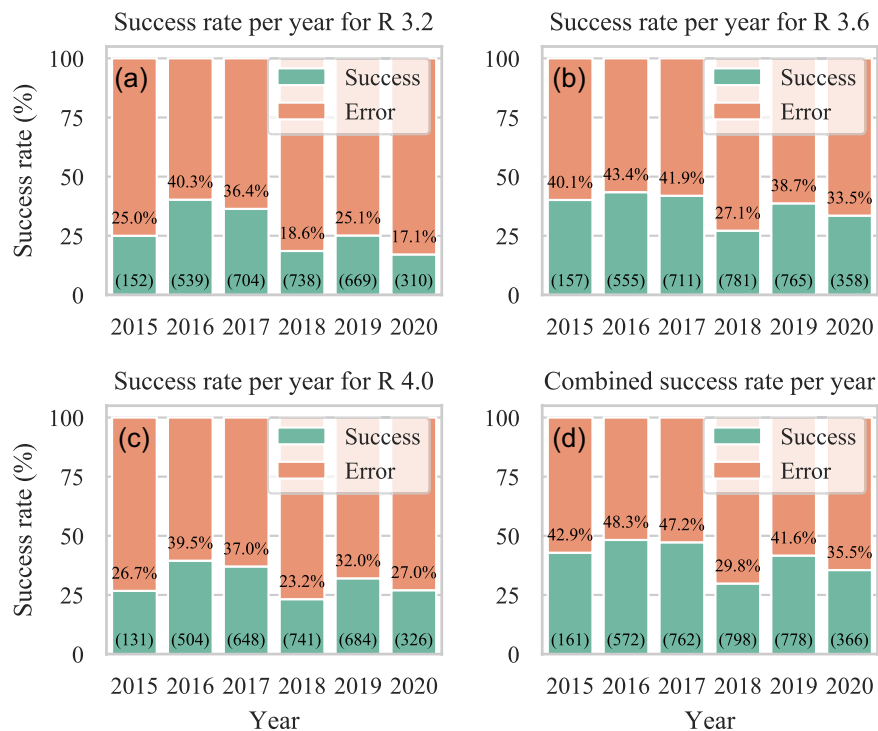 Success rate per year for R 3.2
100
75
50
25
0
Success rate (%)
(a)
Success
Error
25.0%
40.3%
36.4%
18.6%
25.1%
17.1%
(152)
(539)
(704)
(738)
(669)
(310)
2015 2016 2017 2018 2019 2020
Success rate per year for R 3.6
100
75
50
25
0
(b)
Success
Error
40.1%
43.4%
41.9%
27.1%
38.7%
33.5%
(157)
(555)
(711)
(781)
(765)
(358)
2015 2016 2017 2018 2019 2020
Success rate per year for R 4.0
100
75
50
25
0
Success rate (%)
(c)
Success
Error
26.7%
39.5%
37.0%
23.2%
32.0%
27.0%
(131)
(504)
(648)
(741)
(684)
(326)
2015 2016 2017 2018 2019 2020
Year
Combined success rate per year
100
75
50
25
0
(d)
Success
Error
42.9%
48.3%
47.2%
29.8%
41.6%
35.5%
(161)
(572)
(762)
(798)
(778)
(366)
2015 2016 2017 2018 2019 2020
Year